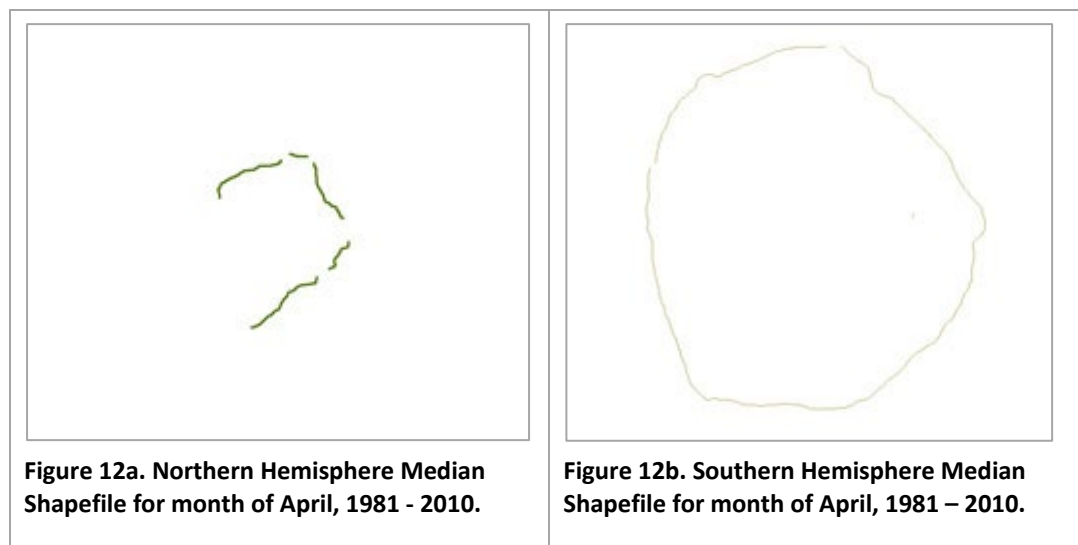 Figure 12a. Northern Hemisphere Median
Shapefile for month of April, 1981 - 2010.
Figure 12b. Southern Hemisphere Median
Shapefile for month of April, 1981 – 2010.